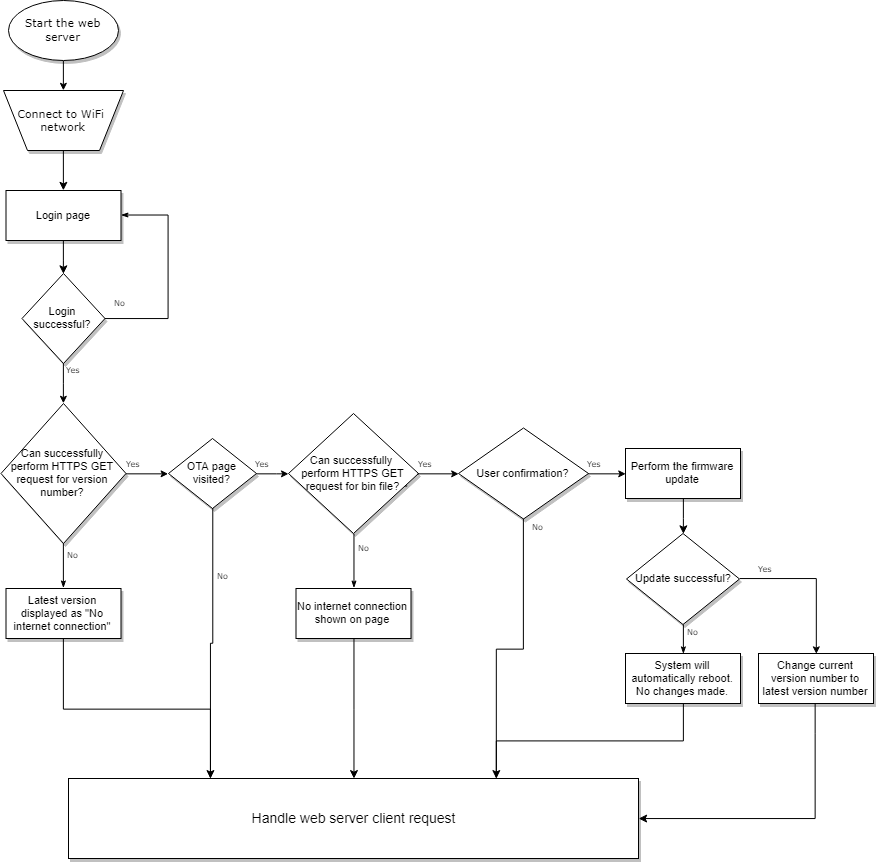 Start the web
server
Connect to WiFi
network
Login page
Login
successful?
No
Yes
Can successfully
perform HTTPS GET
request for version
number?
Yes
No
OTA page
visited?
Yes
No
Can successfully
perform HTTPS GET
request for bin file?
Yes
No
User confirmation?
Yes
No
Perform the firmware
update
Update successful?
Yes
No
Latest version
displayed as "No
internet connection"
No internet connection
shown on page
System will
automatically reboot.
No changes made.
Change current
version number to
latest version number
Handle web server client request